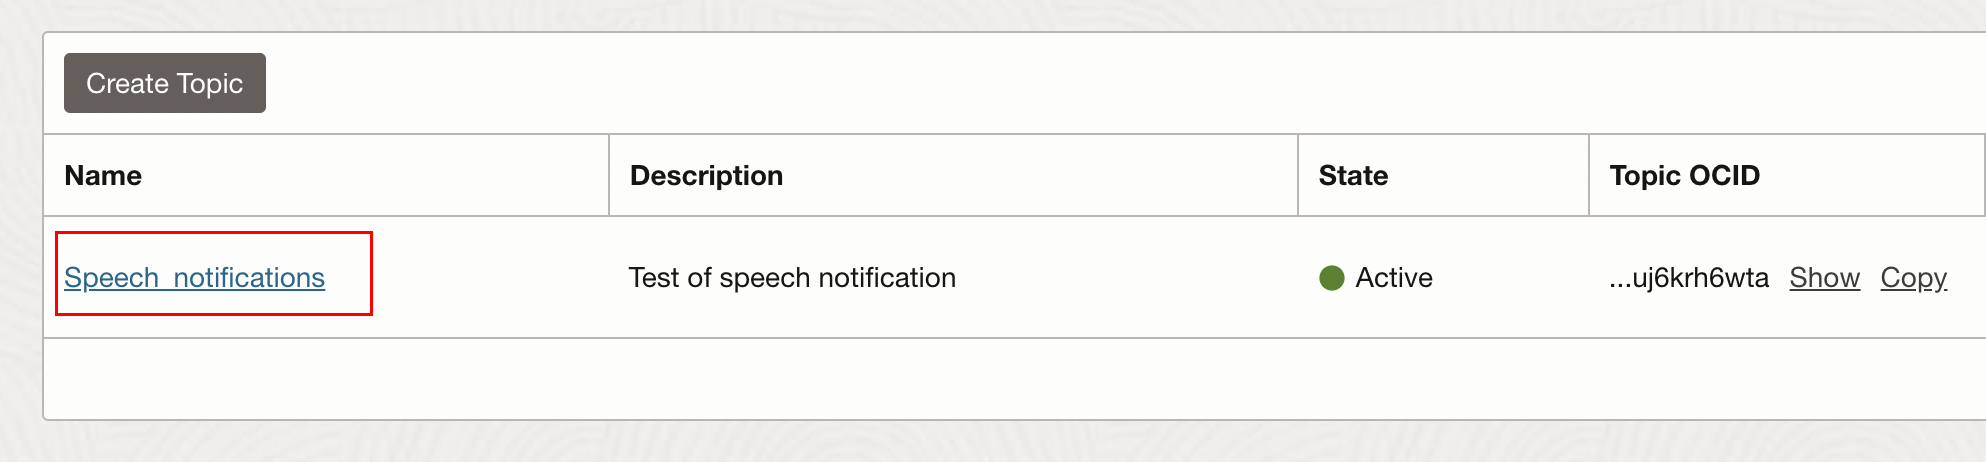 Create Topic
Name Description State Topic OCID
Speech_notifications Test of speech notification Active ...uj6krh6wta Show Copy